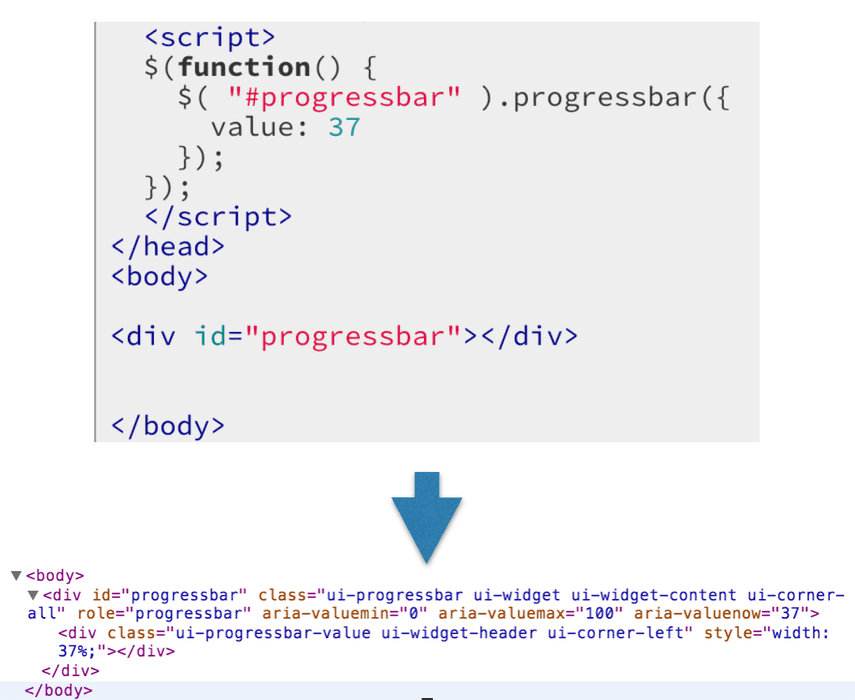 <script>
$(function() {
$( "#progressbar" ).progressbar({
value: 37
});
});
</script>
</head>
<body>
<div id="progressbar"></div>
</body>
▼<body>
▼<div id="progressbar" class="ui-progressbar ui-widget ui-widget-content ui-corner-
all" role="progressbar" aria-valuemin="0" aria-valuemax="100" aria-valuenow="37">
<div class="ui-progressbar-value ui-widget-header ui-corner-left" style="width:
37%;"></div>
</div>
</body>